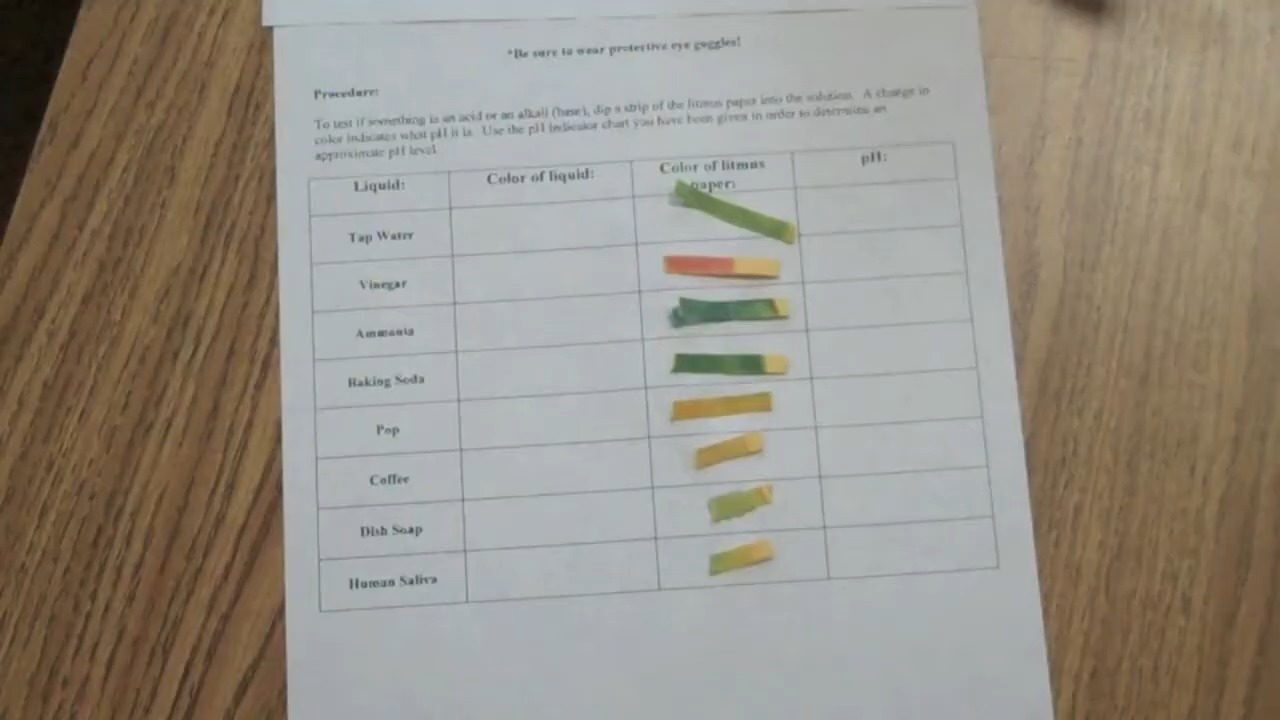 *Be sure to wear protective eye goggles!
Procedure:
To test if something is an acid or an alkali (base), dip a strip of the litmus paper into the solution. A change in
color indicates what pH it is. Use the pH indicator chart you have been given in order to determine an
approximate pH level.
Liquid: Color of liquid: Color of litmus paper: pH:
Tap Water
Vinegar
Ammonia
Baking Soda
Pop
Coffee
Dish Soap
Human Saliva